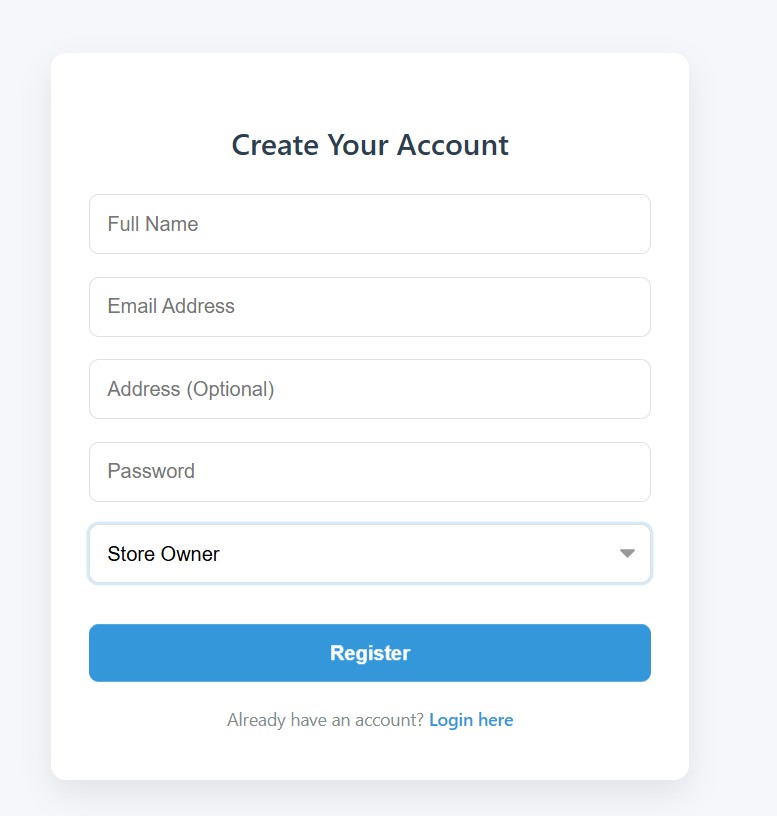 Create Your Account
Full Name
Email Address
Address (Optional)
Password
Store Owner
Register
Already have an account? Login here